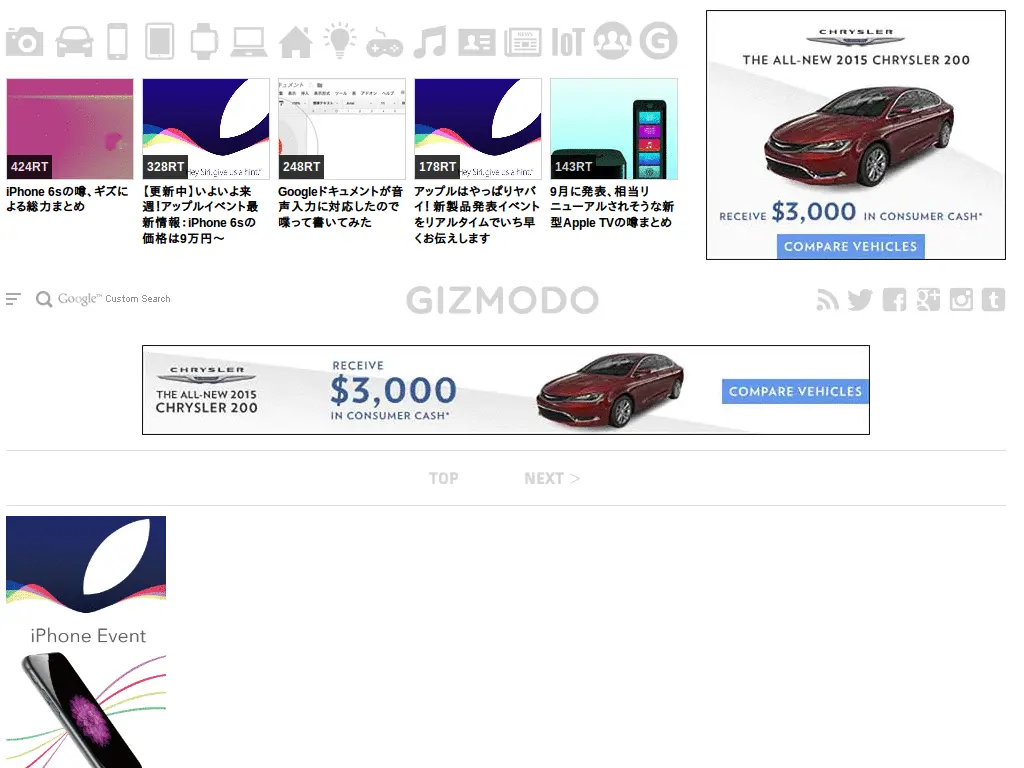 NEWS
IoT
G
424RT
iPhone 6sの噂、ギズに
よる総力まとめ
Hey Siri, give us a hint.
328RT
【更新中】いよいよ来
週!アップルイベント最
新情報：iPhone 6sの
価格は9万円～
248RT
Googleドキュメントが音
声入力に対応したので
喋って書いてみた
Hey Siri, give us a hint.
178RT
アップルはやっぱりヤバ
イ! 新製品発表イベント
をリアルタイムでいち早
くお伝えします
143RT
9月に発表、相当リ
ニューアルされそうな新
型Apple TVの噂まとめ
CHRYSLER
THE ALL-NEW 2015 CHRYSLER 200
RECEIVE $3,000 IN CONSUMER CASH*
COMPARE VEHICLES
Google™ Custom Search
GIZMODO
CHRYSLER
THE ALL-NEW 2015
CHRYSLER 200
RECEIVE
$3,000
IN CONSUMER CASH*
COMPARE VEHICLES
TOP
NEXT >
iPhone Event